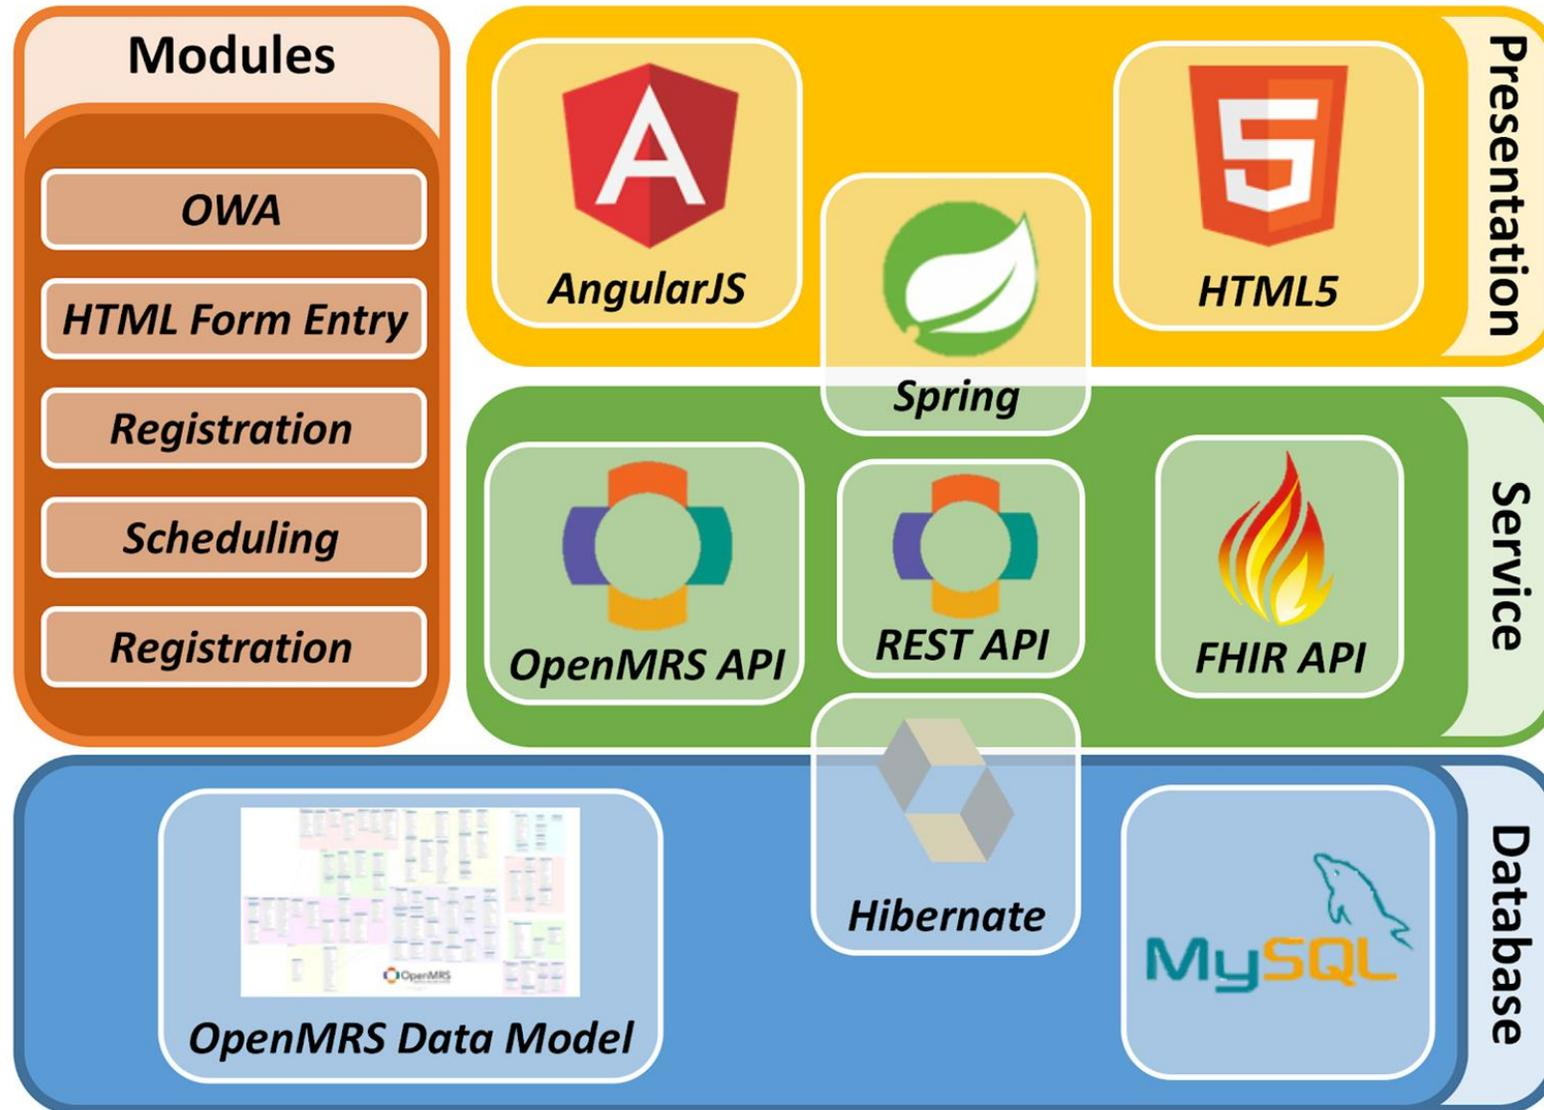 Modules
OWA
HTML Form Entry
Registration
Scheduling
Registration
Presentation
AngularJS
HTML5
Spring
Service
OpenMRS API
REST API
FHIR API
Database
OpenMRS
OpenMRS Data Model
Hibernate
MySQL